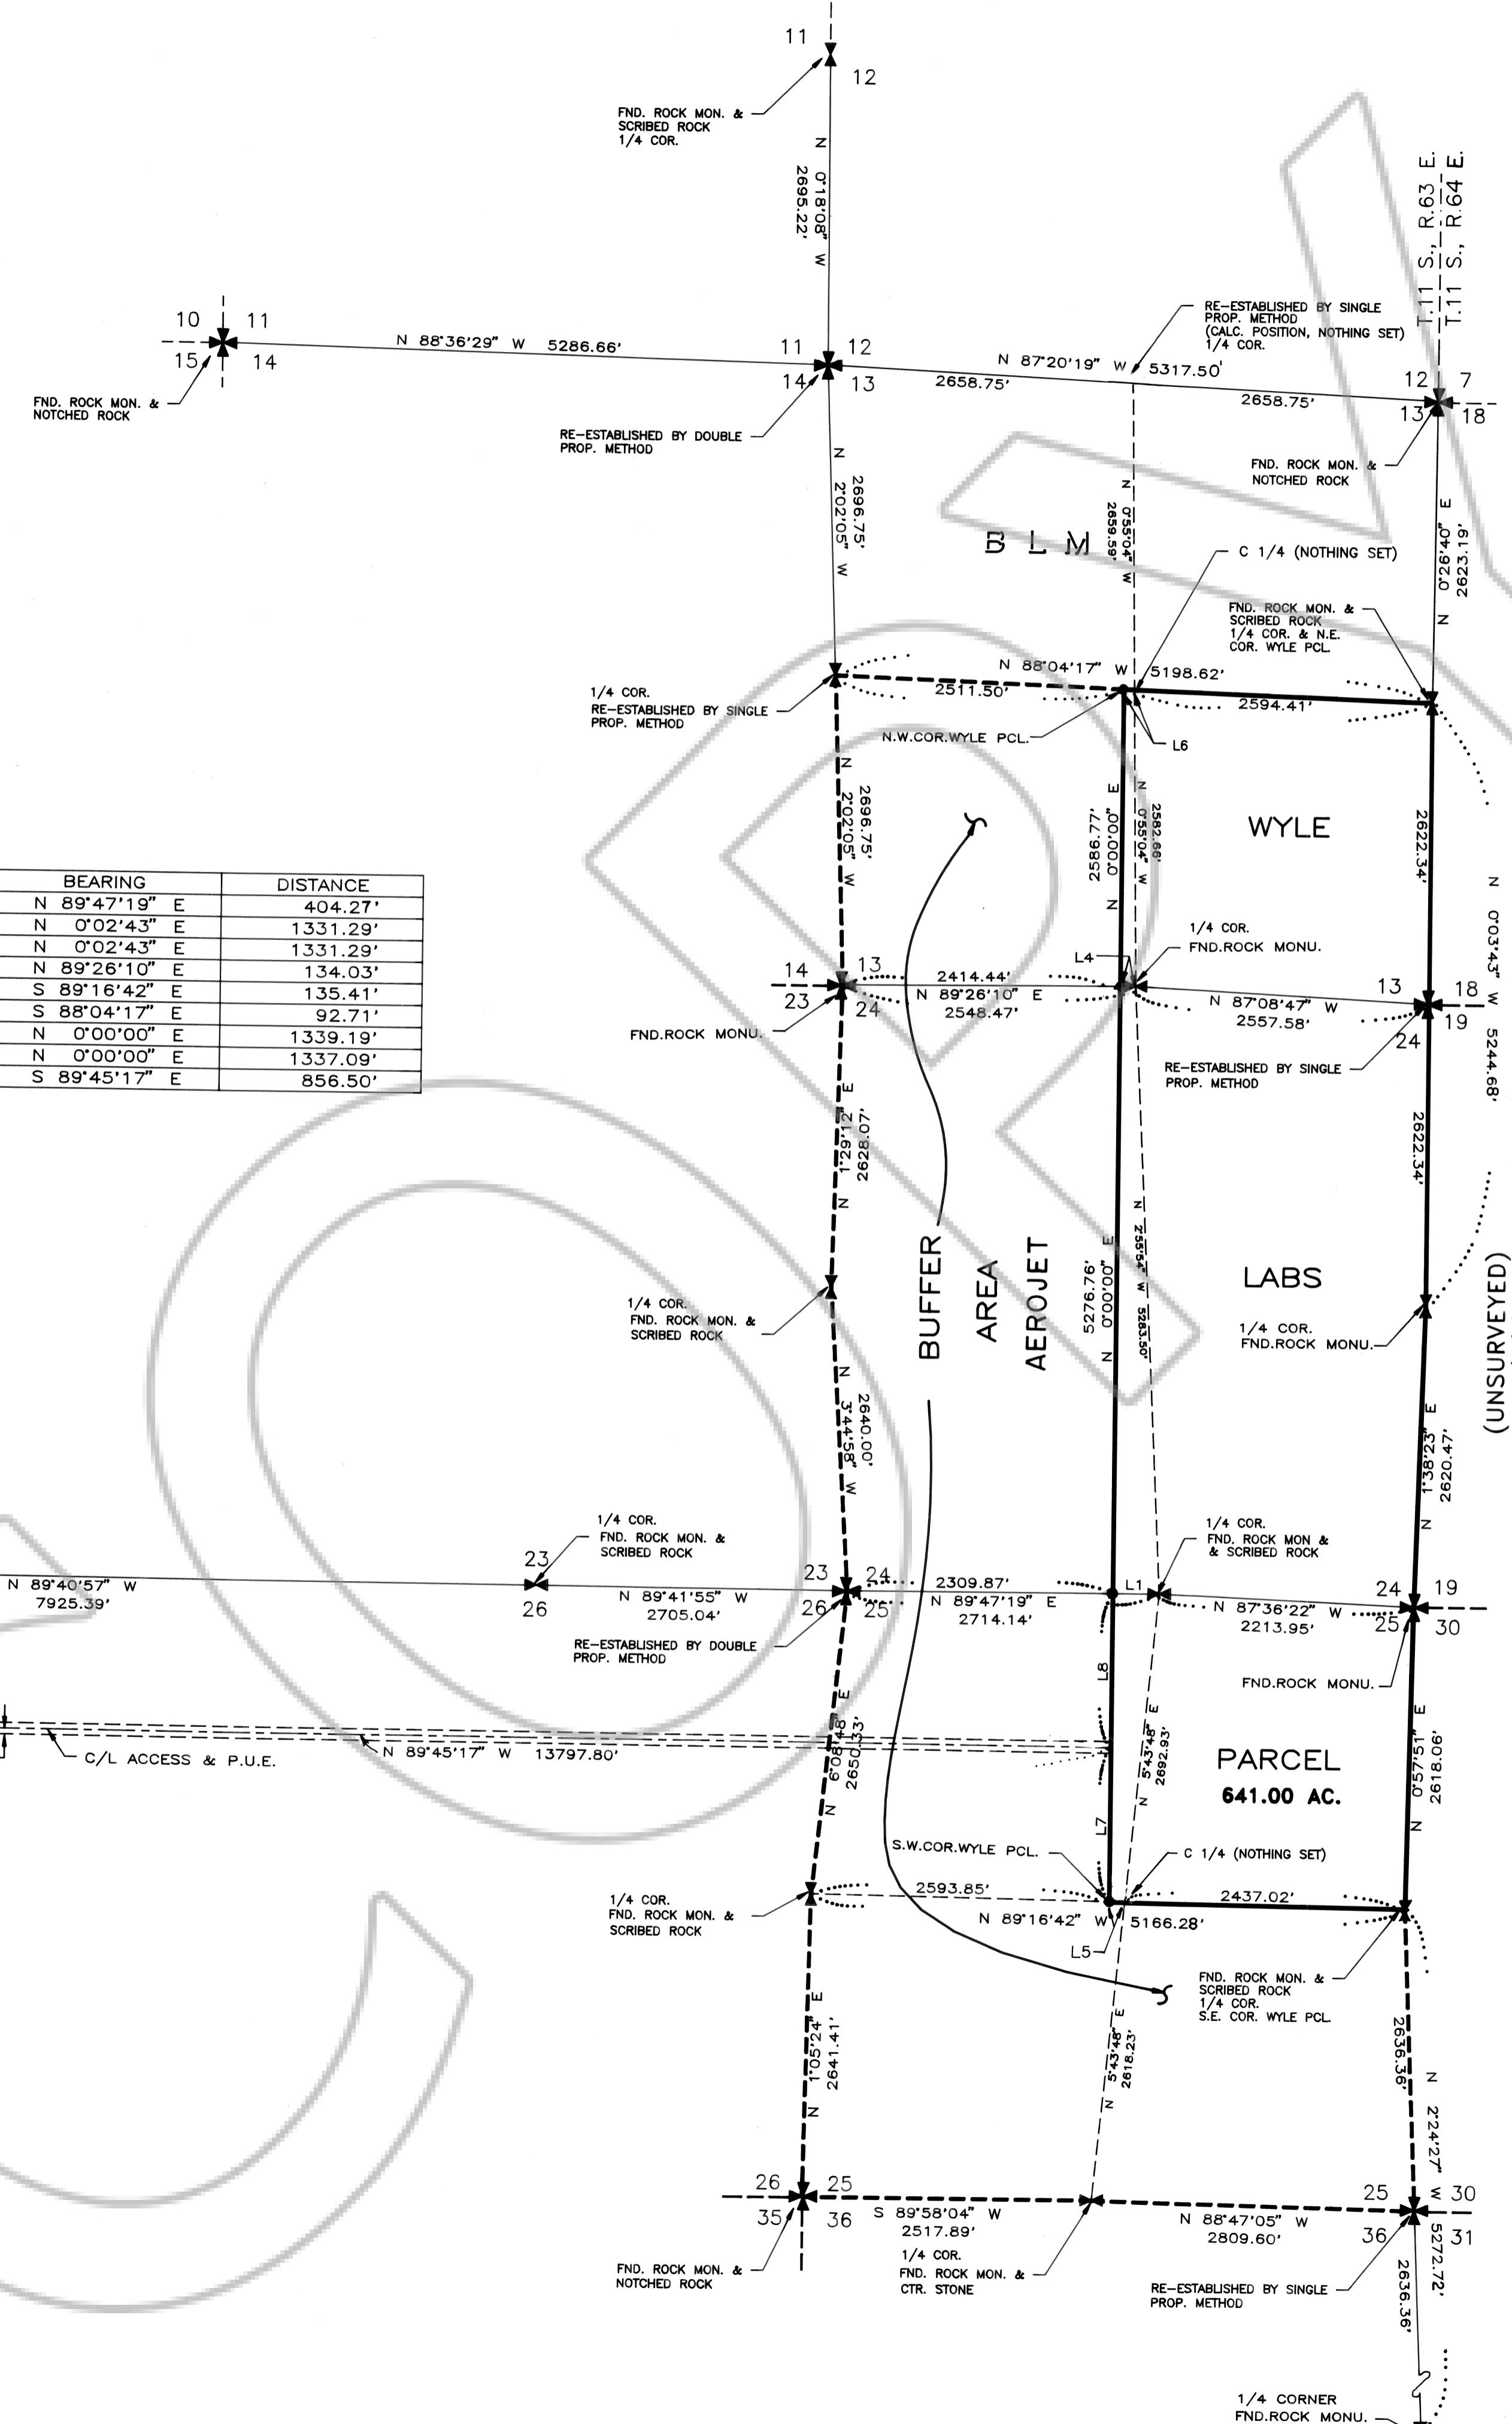 11
12
FND. ROCK MON. &
SCRIBED ROCK
1/4 COR.
N 0°18'08" W
2695.22'
T.11 S., R.63 E.
T.11 S., R.64 E.
10 11
15 14
N 88°36'29" W 5286.66'
FND. ROCK MON. &
NOTCHED ROCK
11 12
14 13
RE-ESTABLISHED BY DOUBLE
PROP. METHOD
RE-ESTABLISHED BY SINGLE
PROP. METHOD
(CALC. POSITION, NOTHING SET)
1/4 COR.
N 87°20'19" W 5317.50'
2658.75'
2658.75'
12 7
13 18
FND. ROCK MON. &
NOTCHED ROCK
N 2°02'05" W
2696.75'
N 0°55'04" W
2659.59'
B L M
C 1/4 (NOTHING SET)
N 0°26'40" E
2623.19'
FND. ROCK MON. &
SCRIBED ROCK
1/4 COR. & N.E.
COR. WYLE PCL.
1/4 COR.
RE-ESTABLISHED BY SINGLE
PROP. METHOD
N 88°04'17" W 5198.62'
2511.50'
2594.41'
N.W.COR.WYLE PCL.
L6
N 2°02'05" W
2696.75'
2586.77'
N 0°00'00" E
N 0°55'04" W
2582.66'
WYLE
2622.34'
N 0°03'43" W 5244.68'
BEARING DISTANCE
N 89°47'19" E 404.27'
N 0°02'43" E 1331.29'
N 0°02'43" E 1331.29'
N 89°26'10" E 134.03'
S 89°16'42" E 135.41'
S 88°04'17" E 92.71'
N 0°00'00" E 1339.19'
N 0°00'00" E 1337.09'
S 89°45'17" E 856.50'
1/4 COR.
FND.ROCK MONU.
L4
14 13
23 24
2414.44'
N 89°26'10" E
2548.47'
N 87°08'47" W
2557.58'
13 18
24 19
FND.ROCK MONU.
RE-ESTABLISHED BY SINGLE
PROP. METHOD
N 1°29'12" E
2628.07'
2622.34'
BUFFER
AREA
AEROJET
5276.76'
N 0°00'00" E
N 2°55'54" W 5283.50'
LABS
(UNSURVEYED)
1/4 COR.
FND. ROCK MON. &
SCRIBED ROCK
1/4 COR.
FND.ROCK MONU.
N 3°44'58" W
2640.00'
N 1°38'23" E
2620.47'
1/4 COR.
FND. ROCK MON. &
SCRIBED ROCK
1/4 COR.
FND. ROCK MON &
& SCRIBED ROCK
N 89°40'57" W
7925.39'
23
26
N 89°41'55" W
2705.04'
23 24
26 25
2309.87'
N 89°47'19" E
2714.14'
L1
N 87°36'22" W
2213.95'
24 19
25 30
RE-ESTABLISHED BY DOUBLE
PROP. METHOD
FND.ROCK MONU.
L8
N 6°08'48" E
2650.33'
C/L ACCESS & P.U.E.
N 89°45'17" W 13797.80'
N 5°43'48" E
2692.93'
PARCEL
641.00 AC.
N 0°57'51" E
2618.06'
L7
S.W.COR.WYLE PCL.
C 1/4 (NOTHING SET)
1/4 COR.
FND. ROCK MON. &
SCRIBED ROCK
2593.85'
2437.02'
N 89°16'42" W 5166.28'
L5
FND. ROCK MON. &
SCRIBED ROCK
1/4 COR.
S.E. COR. WYLE PCL.
N 1°05'24" E
2641.41'
N 5°43'48" E
2618.23'
2636.36'
N 2°24'27" W 5272.72'
26 25
35 36
S 89°58'04" W
2517.89'
N 88°47'05" W
2809.60'
25 30
36 31
1/4 COR.
FND. ROCK MON. &
CTR. STONE
FND. ROCK MON. &
NOTCHED ROCK
RE-ESTABLISHED BY SINGLE
PROP. METHOD
2636.36'
1/4 CORNER
FND.ROCK MONU.